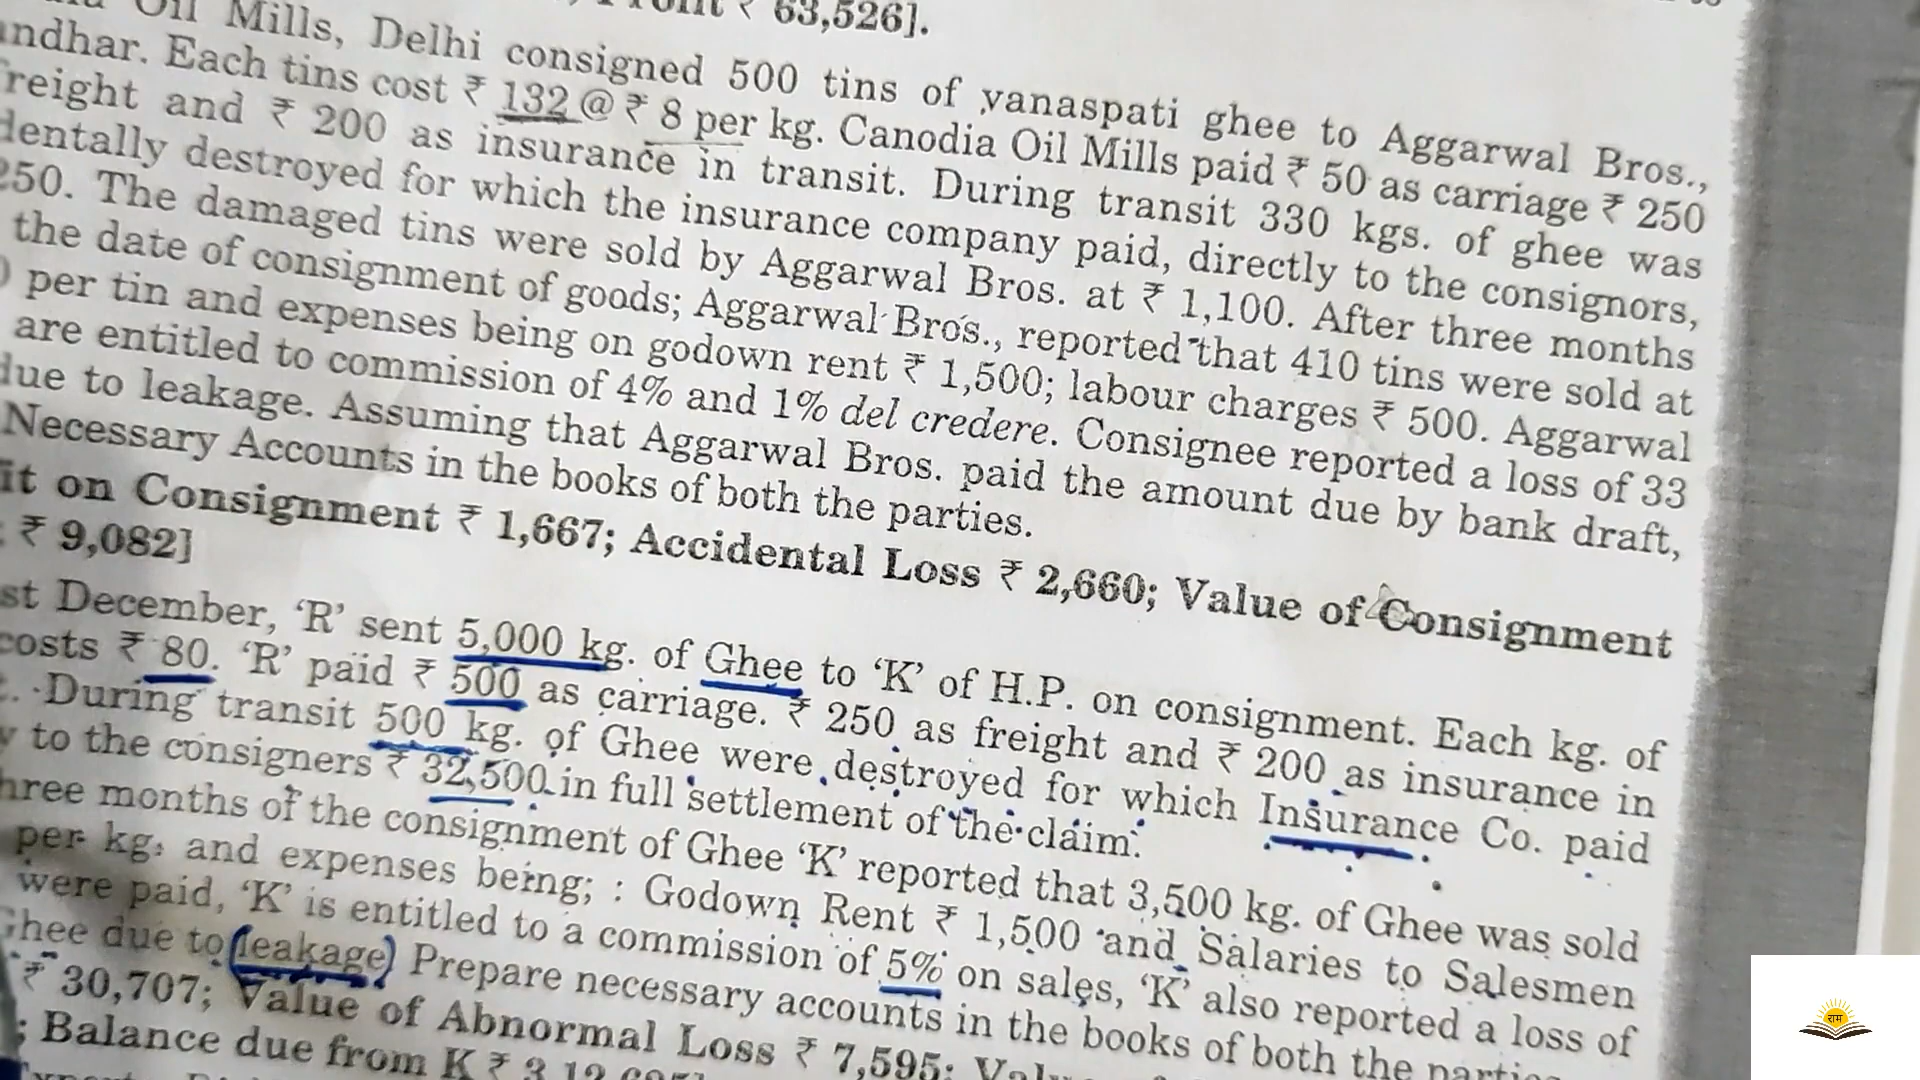 Oil Mills, Delhi consigned 500 tins of vanaspati ghee to Aggarwal Bros.,
₹ 63,526].
ndhar. Each tins cost ₹ 132 @ ₹ 8 per kg. Canodia Oil Mills paid ₹ 50 as carriage ₹ 250
reight and ₹ 200 as insurance in transit. During transit 330 kgs. of ghee was
dentally destroyed for which the insurance company paid, directly to the consignors,
250. The damaged tins were sold by Aggarwal Bros. at ₹ 1,100. After three months
the date of consignment of goods; Aggarwal Bros., reported that 410 tins were sold at
per tin and expenses being on godown rent ₹ 1,500; labour charges ₹ 500. Aggarwal
are entitled to commission of 4% and 1% del credere. Consignee reported a loss of 33
due to leakage. Assuming that Aggarwal Bros. paid the amount due by bank draft,
Necessary Accounts in the books of both the parties.
it on Consignment ₹ 1,667; Accidental Loss ₹ 2,660; Value of Consignment
₹ 9,082]
st December, ‘R’ sent 5,000 kg. of Ghee to ‘K’ of H.P. on consignment. Each kg. of
costs ₹ 80. ‘R’ paid ₹ 500 as carriage. ₹ 250 as freight and ₹ 200 as insurance in
During transit 500 kg. of Ghee were destroyed for which Insurance Co. paid
y to the consigners ₹ 32,500 in full settlement of the claim.
hree months of the consignment of Ghee ‘K’ reported that 3,500 kg. of Ghee was sold
per kg. and expenses being; : Godown Rent ₹ 1,500 and Salaries to Salesmen
were paid, ‘K’ is entitled to a commission of 5% on sales, ‘K’ also reported a loss of
Ghee due to leakage) Prepare necessary accounts in the books of both the parties
₹ 30,707; Value of Abnormal Loss ₹ 7,595;
; Balance due from K ₹
राम